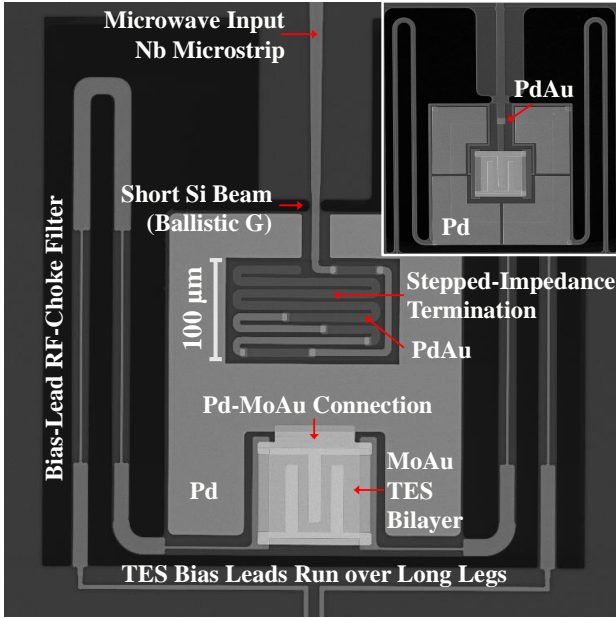 Microwave Input
Nb Microstrip
PdAu
Pd
Short Si Beam
(Ballistic G)
Bias-Lead RF-Choke Filter
100 μm
Stepped-Impedance
Termination
PdAu
Pd-MoAu Connection
Pd
MoAu
TES
Bilayer
TES Bias Leads Run over Long Legs